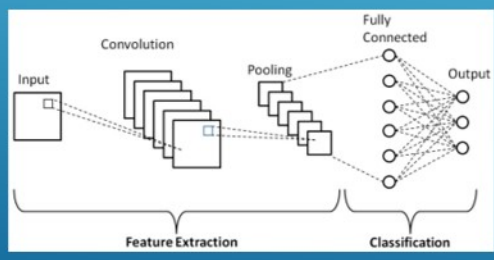 Fully
Connected
Convolution
Pooling
Output
Input
Feature Extraction
Classification